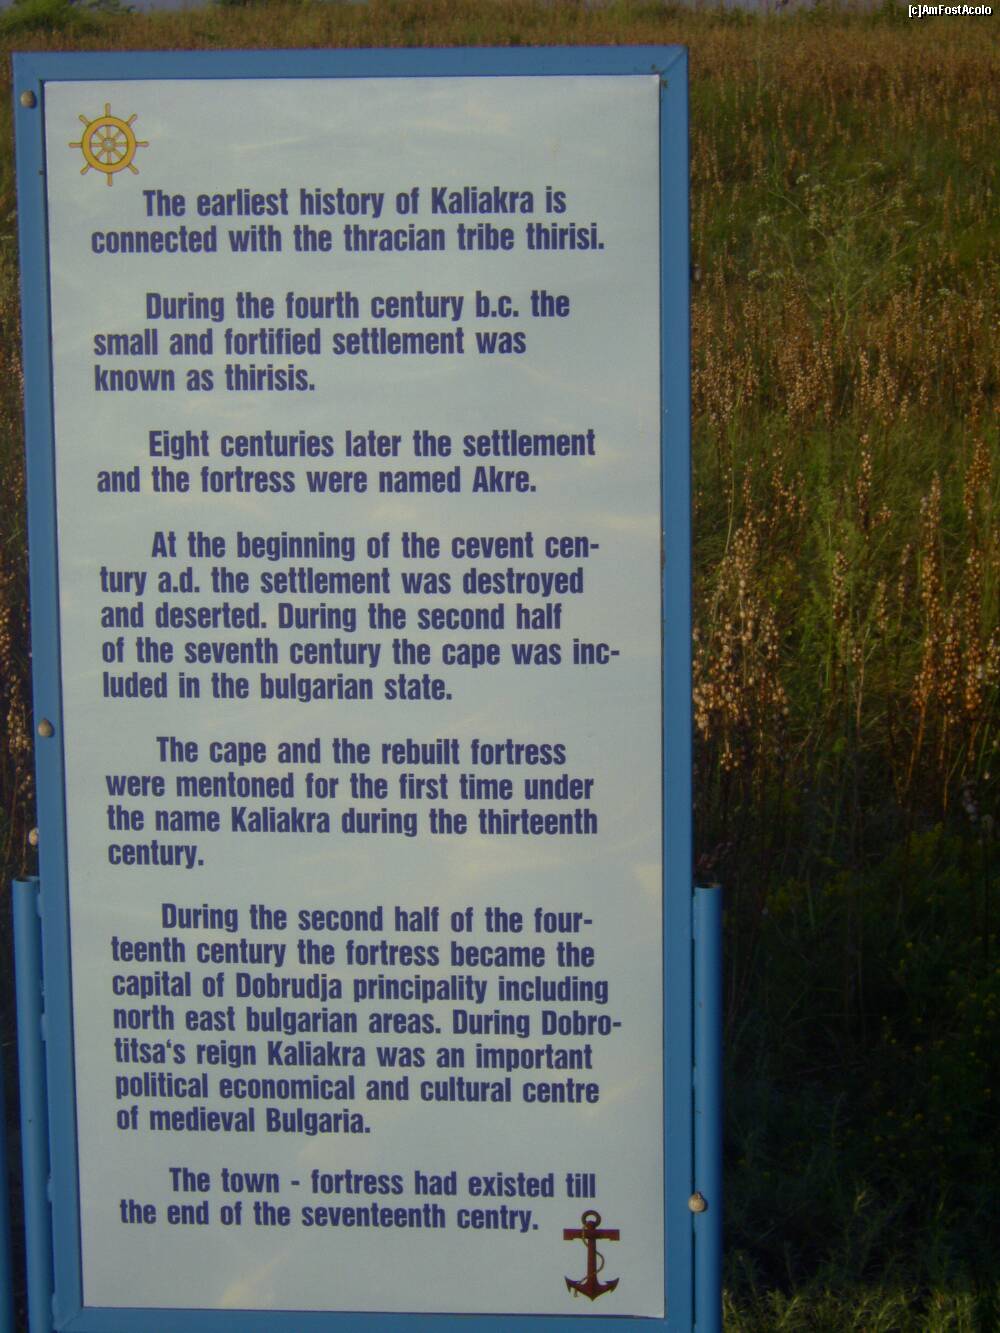 [c]AmFostAcolo
The earliest history of Kaliakra is
connected with the thracian tribe thirisi.
During the fourth century b.c. the
small and fortified settlement was
known as thirisis.
Eight centuries later the settlement
and the fortress were named Akre.
At the beginning of the cevent cen-
tury a.d. the settlement was destroyed
and deserted. During the second half
of the seventh century the cape was inc-
luded in the bulgarian state.
The cape and the rebuilt fortress
were mentoned for the first time under
the name Kaliakra during the thirteenth
century.
During the second half of the four-
teenth century the fortress became the
capital of Dobrudja principality including
north east bulgarian areas. During Dobro-
titsa‘s reign Kaliakra was an important
political economical and cultural centre
of medieval Bulgaria.
The town - fortress had existed till
the end of the seventeenth centry.